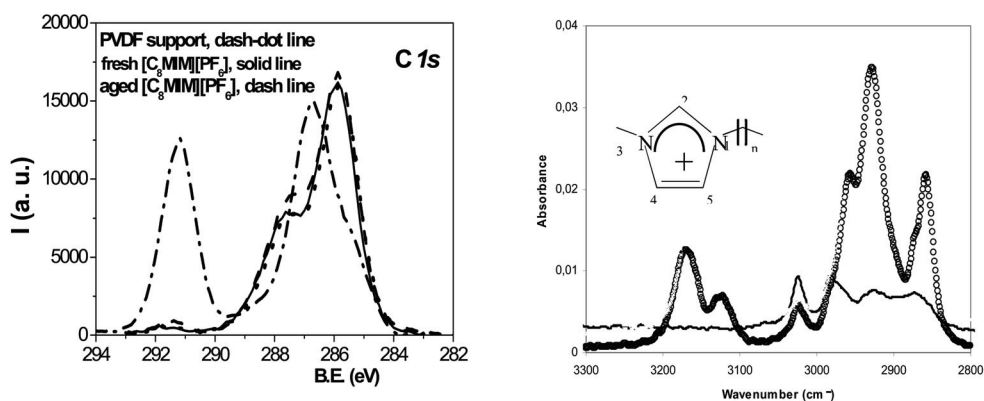 20000
15000
10000
5000
0
I (a. u.)
PVDF support, dash-dot line
fresh [C8MIM][PF6], solid line
aged [C8MIM][PF6], dash line
C 1s
294 292 290 288 286 284 282
B.E. (eV)
0,04
0,03
0,02
0,01
0
Absorbance
2
3 N N n
+
4 5
3300 3200 3100 3000 2900 2800
Wavenumber (cm⁻)